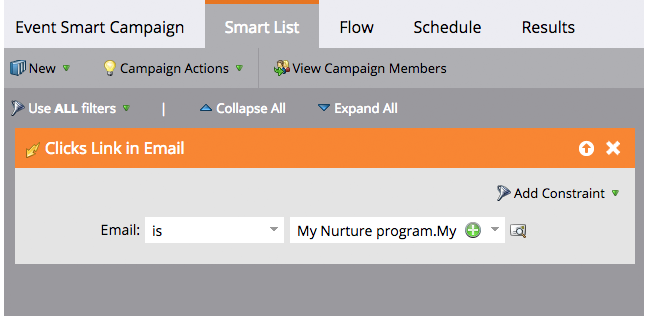 Event Smart Campaign Smart List Flow Schedule Results
New Campaign Actions View Campaign Members
Use ALL filters | Collapse All Expand All
Clicks Link in Email
Add Constraint
Email: is My Nurture program.My